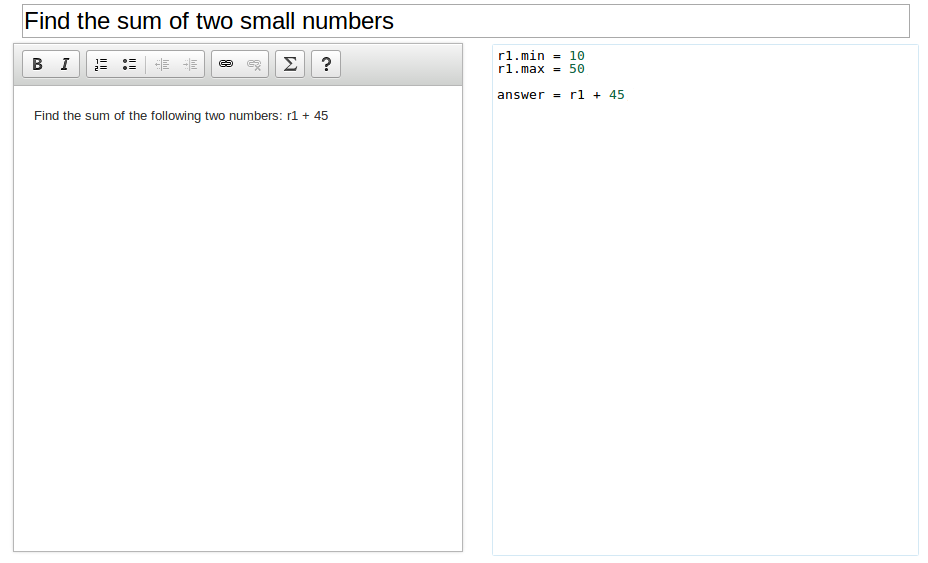 Find the sum of two small numbers
B I Σ ?
Find the sum of the following two numbers: r1 + 45
r1.min = 10
r1.max = 50
answer = r1 + 45